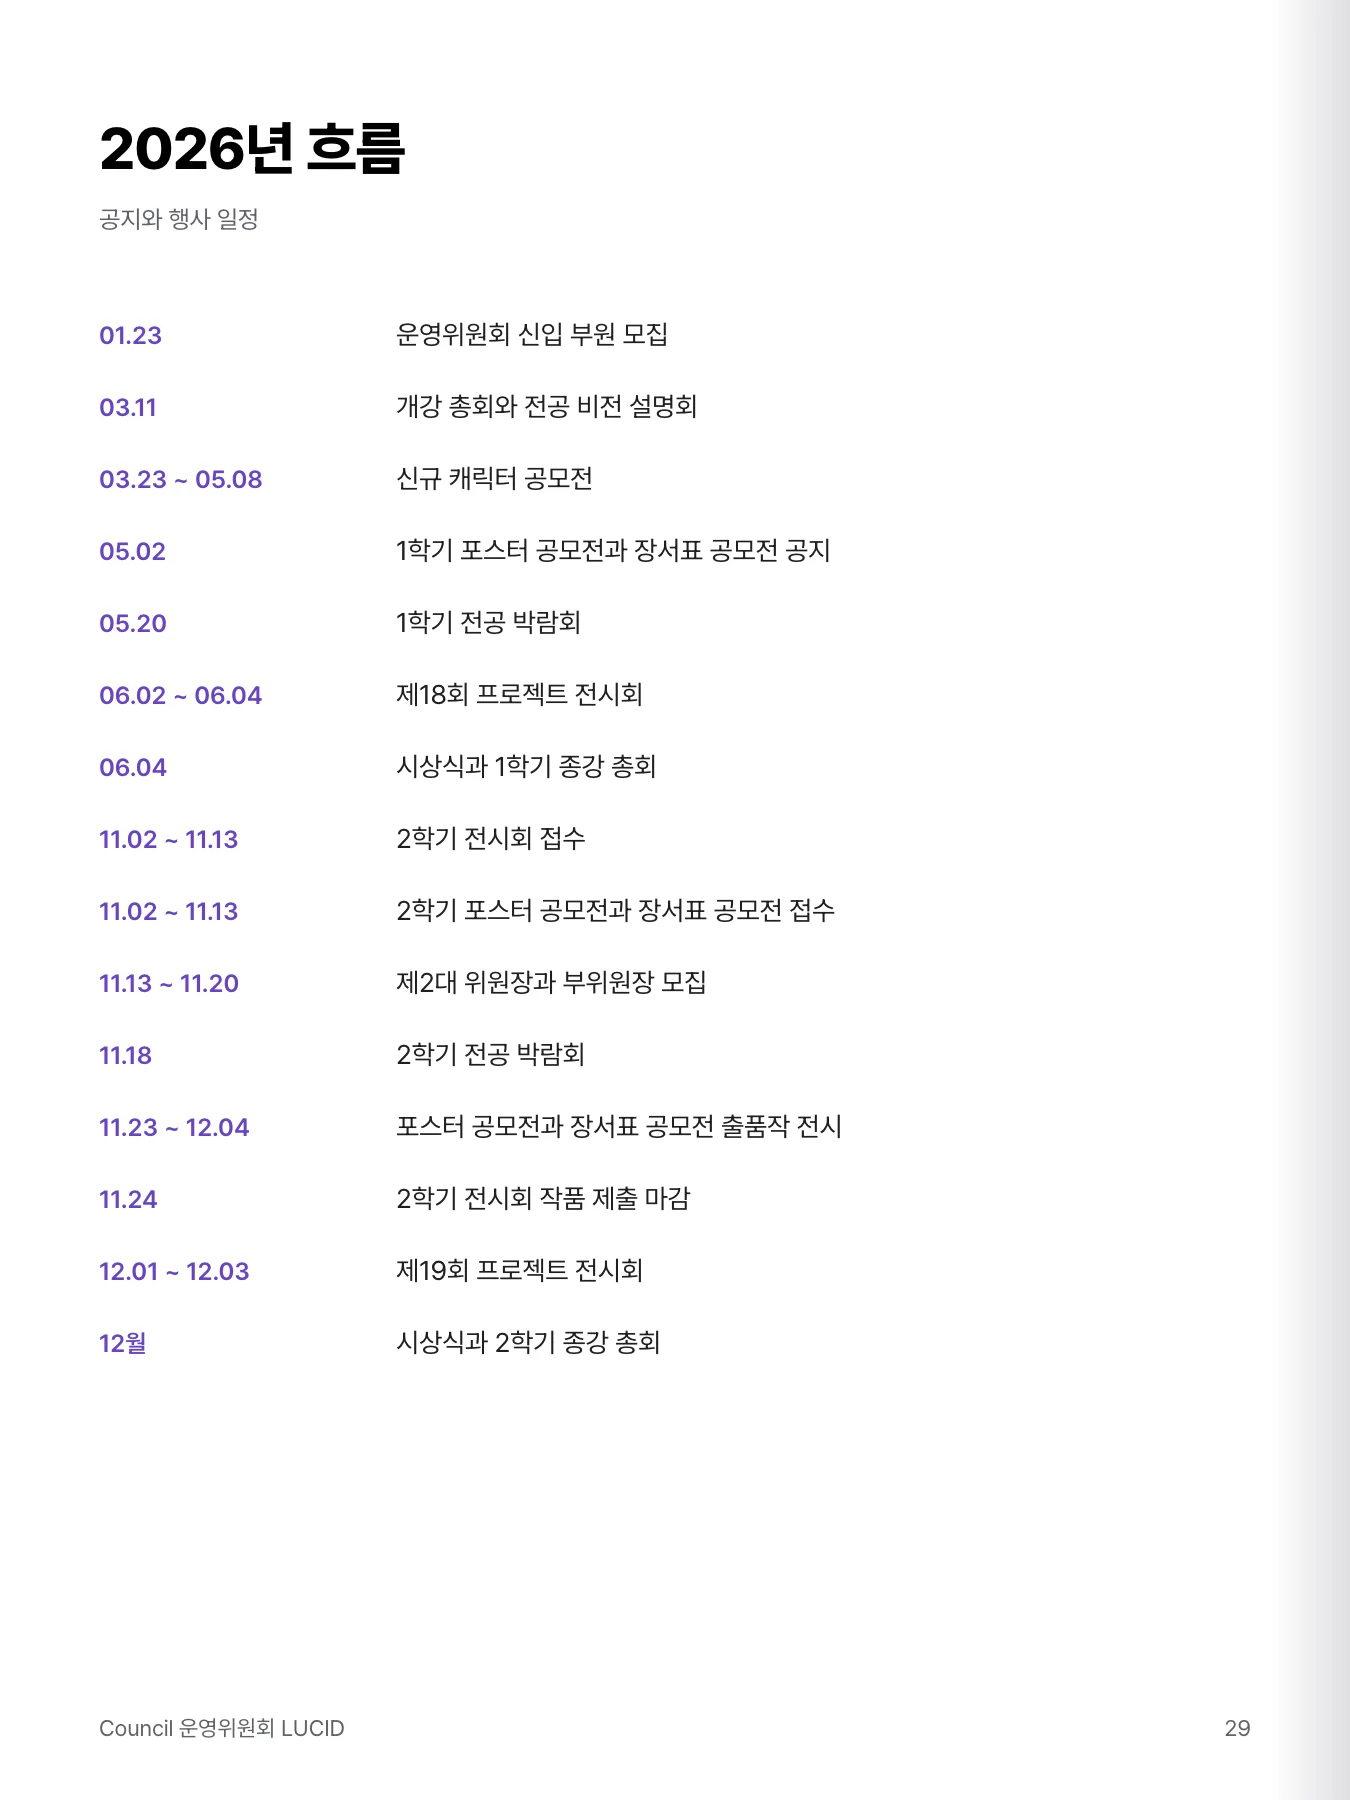 2026년 흐름
공지와 행사 일정
01.23 운영위원회 신입 부원 모집
03.11 개강 총회와 전공 비전 설명회
03.23 ~ 05.08 신규 캐릭터 공모전
05.02 1학기 포스터 공모전과 장서표 공모전 공지
05.20 1학기 전공 박람회
06.02 ~ 06.04 제18회 프로젝트 전시회
06.04 시상식과 1학기 종강 총회
11.02 ~ 11.13 2학기 전시회 접수
11.02 ~ 11.13 2학기 포스터 공모전과 장서표 공모전 접수
11.13 ~ 11.20 제2대 위원장과 부위원장 모집
11.18 2학기 전공 박람회
11.23 ~ 12.04 포스터 공모전과 장서표 공모전 출품작 전시
11.24 2학기 전시회 작품 제출 마감
12.01 ~ 12.03 제19회 프로젝트 전시회
12월 시상식과 2학기 종강 총회
Council 운영위원회 LUCID 29